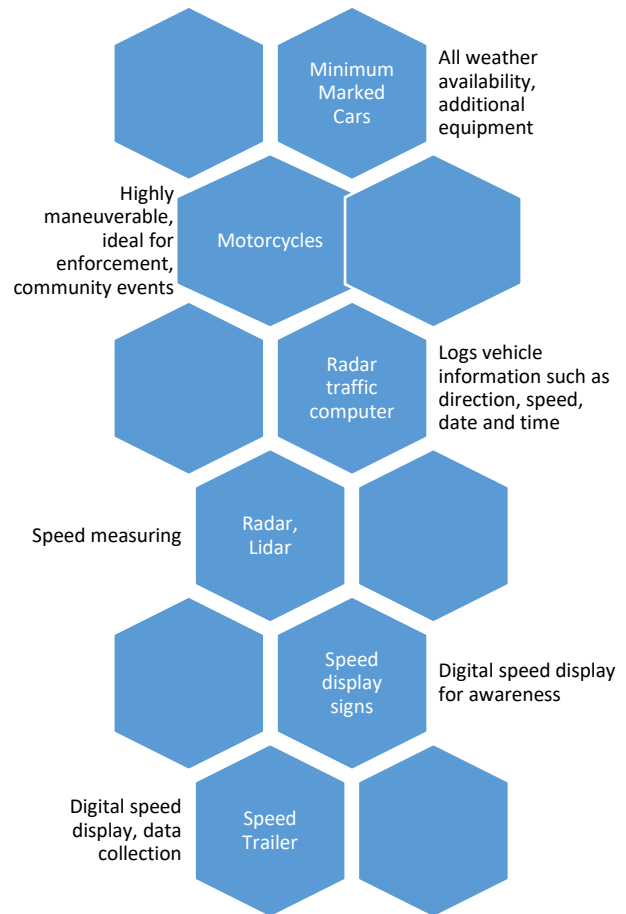 Minimum
Marked
Cars
All weather
availability,
additional
equipment
Highly
maneuverable,
ideal for
enforcement,
community events
Motorcycles
Radar
traffic
computer
Logs vehicle
information such as
direction, speed,
date and time
Speed measuring
Radar,
Lidar
Speed
display
signs
Digital speed display
for awareness
Digital speed
display, data
collection
Speed
Trailer